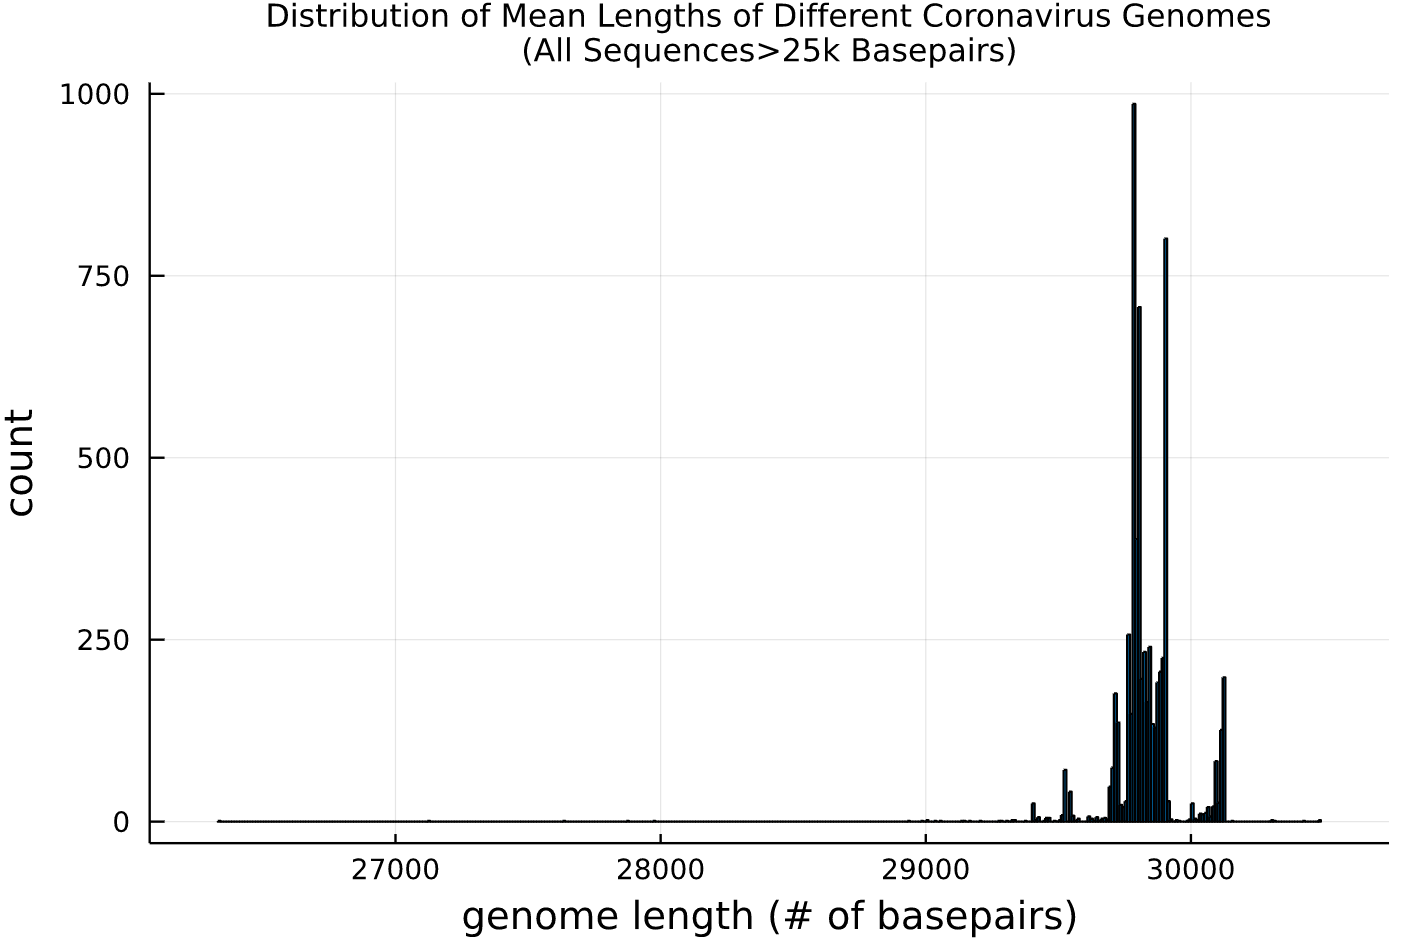 Distribution of Mean Lengths of Different Coronavirus Genomes
(All Sequences>25k Basepairs)
1000
750
500
250
0
count
27000 28000 29000 30000
genome length (# of basepairs)